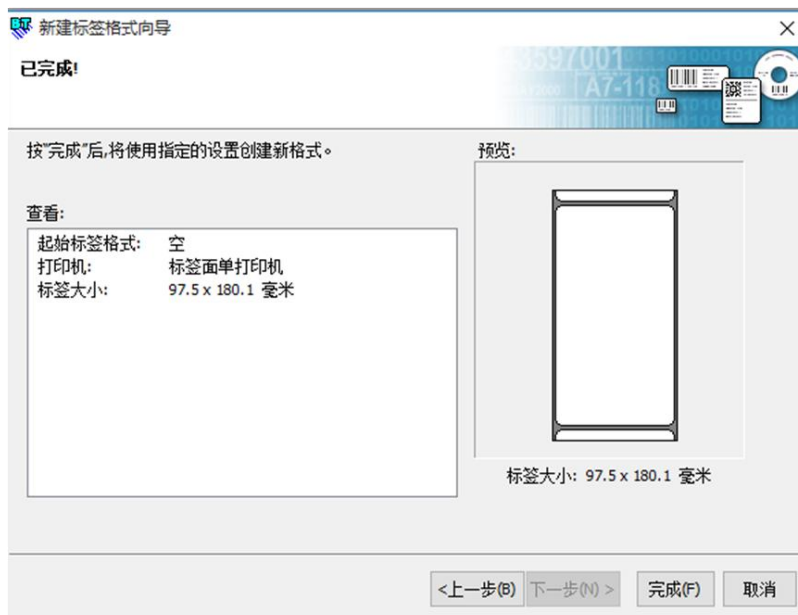 新建标签格式向导
已完成!
3597001
A7-118
按"完成"后,将使用指定的设置创建新格式。
预览:
查看:
起始标签格式: 空
打印机: 标签面单打印机
标签大小: 97.5 x 180.1 毫米
标签大小: 97.5 x 180.1 毫米
<上一步(B)
下一步(N) >
完成(F)
取消